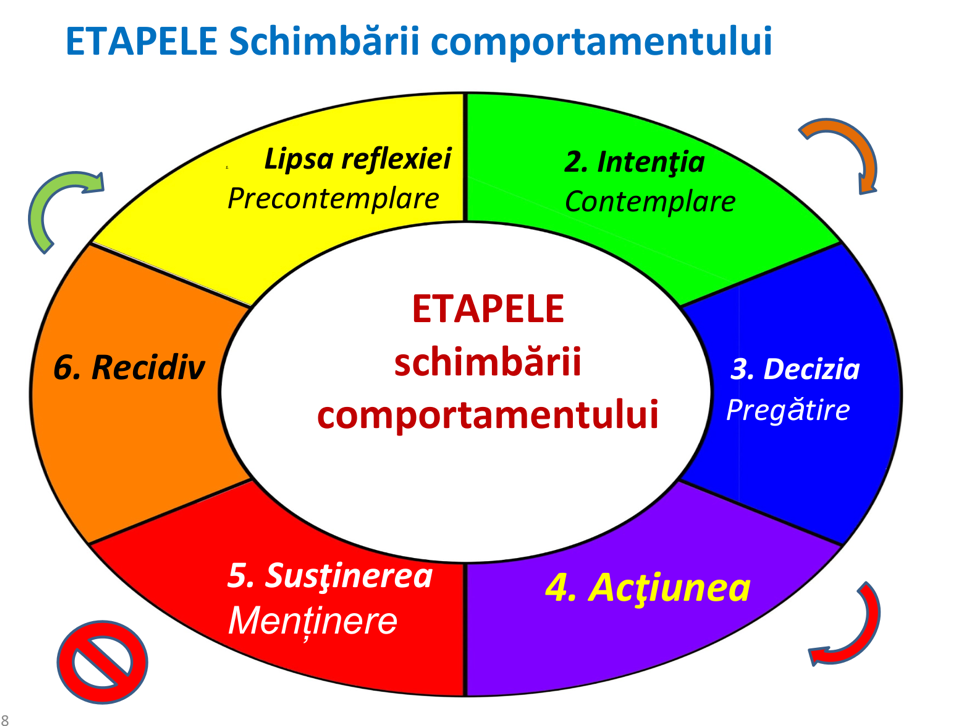 ETAPELE Schimbării comportamentului
Lipsa reflexiei
Precontemplare
2. Intenţia
Contemplare
3. Decizia
Pregătire
4. Acţiunea
5. Susţinerea
Menținere
6. Recidiv
ETAPELE
schimbării
comportamentului
8